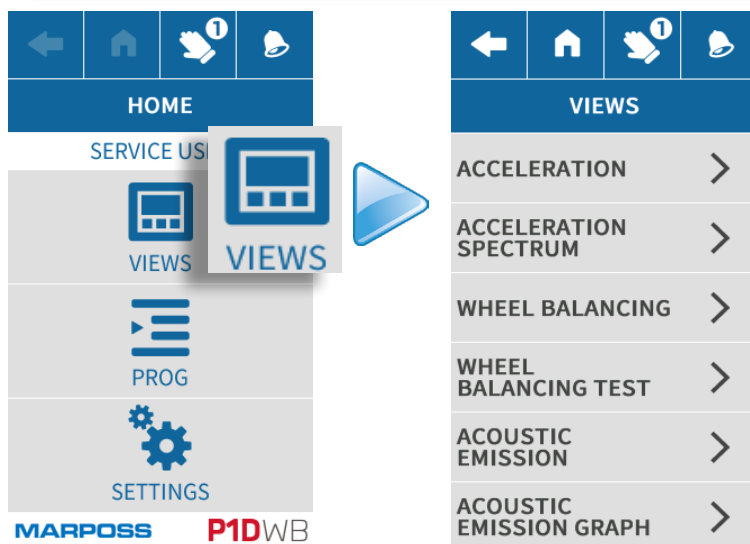 1
HOME
SERVICE US
VIEWS
VIEWS
PROG
SETTINGS
MARPOSS
P1DWB
1
VIEWS
ACCELERATION
ACCELERATION
SPECTRUM
WHEEL BALANCING
WHEEL
BALANCING TEST
ACOUSTIC
EMISSION
ACOUSTIC
EMISSION GRAPH